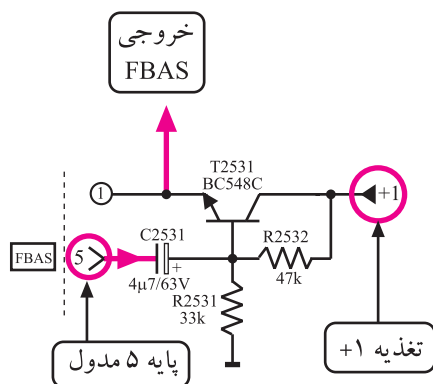 خروجی
FBAS
1
T2531
BC548C
+1
FBAS
5
C2531
+
4µ7/63V
R2532
47k
R2531
33k
پایه ۵ مدول
تغذیه ۱+